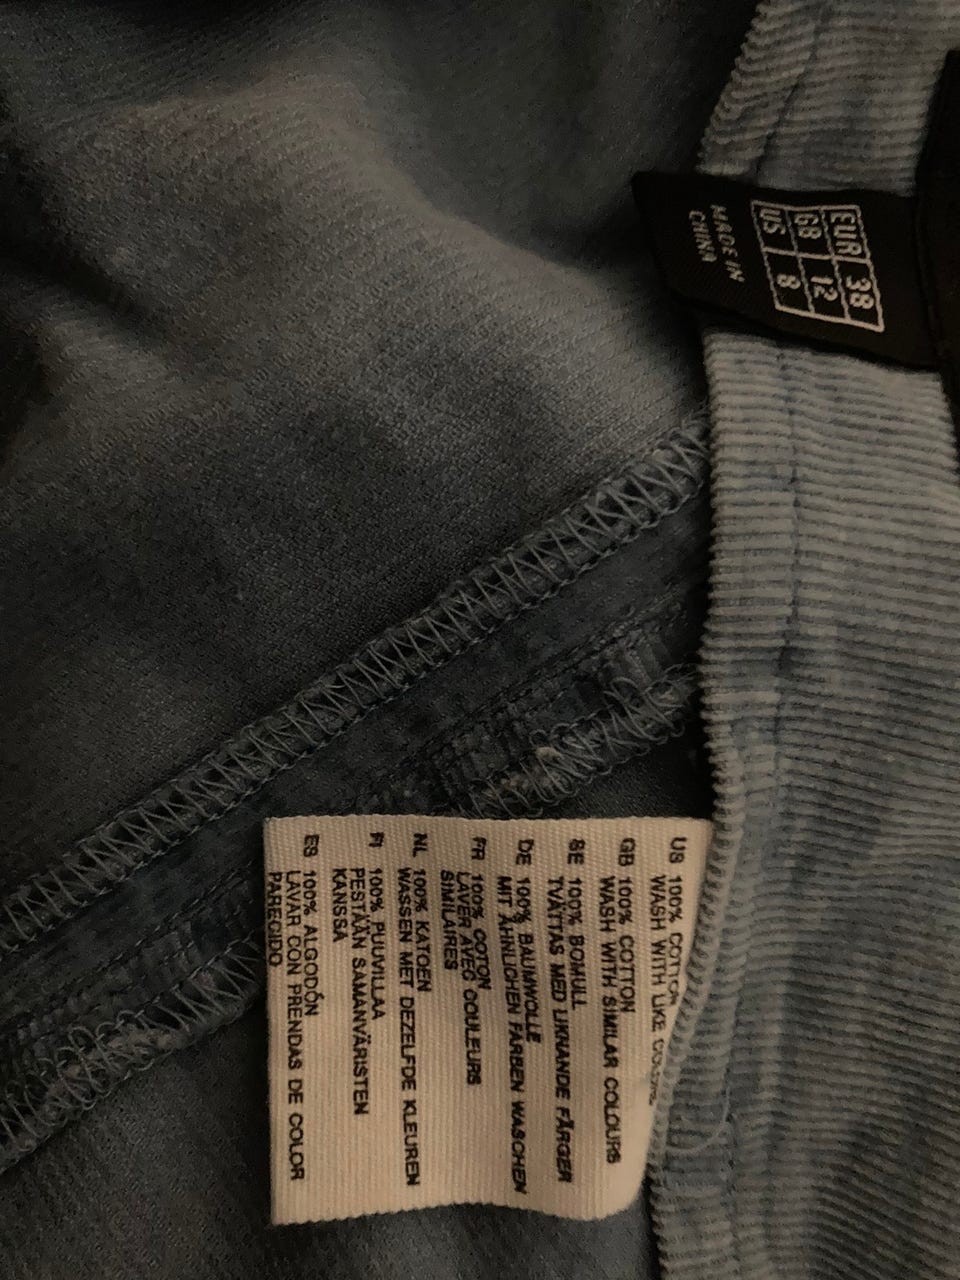 EUR 38
GB 12
US 8
MADE IN
CHINA
US 100% COTTON
WASH WITH LIKE COLORS
GB 100% COTTON
WASH WITH SIMILAR COLOURS
SE 100% BOMULL
TVÄTTAS MED LIKNANDE FÄRGER
DE 100% BAUMWOLLE
MIT ÄHNLICHEN FARBEN WASCHEN
FR 100% COTON
LAVER AVEC COULEURS
SIMILAIRES
NL 100% KATOEN
WASSEN MET DEZELFDE KLEUREN
FI 100% PUUVILLAA
PESTÄÄN SAMANVÄRISTEN
KANSSA
ES 100% ALGODÓN
LAVAR CON PRENDAS DE COLOR
PARECIDO